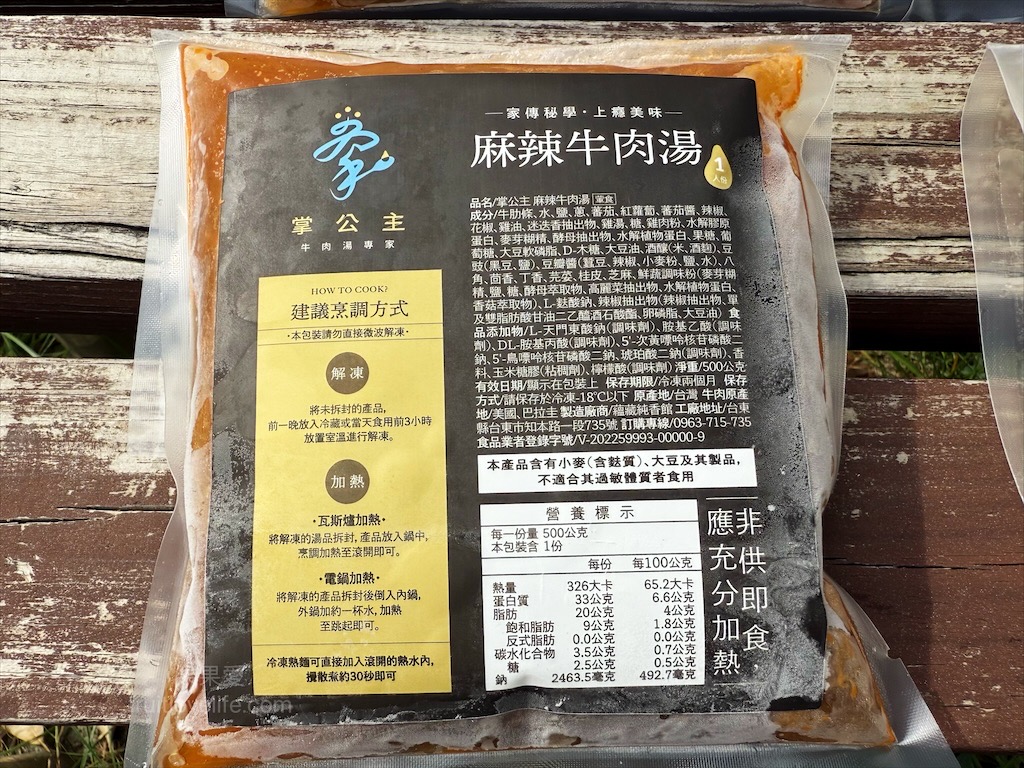 掌公主
牛肉湯專家
HOW TO COOK?
建議烹調方式
·本包裝請勿直接微波解凍·
解凍
將未拆封的產品,
前一晚放入冷藏或當天食用前3小時
放置室溫進行解凍。
加熱
·瓦斯爐加熱·
將解凍的湯品拆封,產品放入鍋中,
烹調加熱至滾開即可。
·電鍋加熱·
將解凍的產品拆封後倒入內鍋,
外鍋加約一杯水,加熱
至跳起即可。
冷凍熟麵可直接加入滾開的熱水內,
攪散煮約30秒即可
家傳秘學·上癮美味
麻辣牛肉湯
1
人份
品名/掌公主 麻辣牛肉湯 葷食
成分/牛肋條、水、鹽、蔥、蕃茄、紅蘿蔔、蕃茄醬、辣椒、
花椒、雞油、迷迭香抽出物、雞湯、糖、雞肉粉、水解膠原
蛋白、麥芽糊精、酵母抽出物、水解植物蛋白、果糖、葡
萄糖、大豆軟磷脂、D-木糖、大豆油、酒釀(米、酒麴)、豆
豉(黑豆、鹽)、豆瓣醬(蠶豆、辣椒、小麥粉、鹽、水)、八
角、茴香、丁香、芫荽、桂皮、芝麻、鮮蔬調味粉(麥芽糊
精、鹽、糖、酵母萃取物、高麗菜抽出物、水解植物蛋白、
香菇萃取物)、L-麩酸鈉、辣椒抽出物(辣椒抽出物、單
及雙脂肪酸甘油二乙醯酒石酸酯、卵磷脂、大豆油) 食
品添加物/L-天門東酸鈉(調味劑)、胺基乙酸(調味
劑)、DL-胺基丙酸(調味劑)、5'-次黃嘌呤核苷磷酸二
鈉、5'-鳥嘌呤核苷磷酸二鈉、琥珀酸二鈉(調味劑)、香
料、玉米糖膠(粘稠劑)、檸檬酸(調味劑) 淨重/500公克
有效日期/顯示在包裝上 保存期限/冷凍兩個月 保存
方式/請保存於冷凍-18℃以下 原產地/台灣 牛肉原產
地/美國、巴拉圭 製造廠商/蘊藏純香館 工廠地址/台東
縣台東市知本路一段735號 訂購專線/0963-715-735
食品業者登錄字號/V-202259993-00000-9
本產品含有小麥(含麩質)、大豆及其製品,
不適合其過敏體質者食用
營養標示
每一份量 500公克
本包裝含 1份
每份 每100公克
熱量 326大卡 65.2大卡
蛋白質 33公克 6.6公克
脂肪 20公克 4公克
飽和脂肪 9公克 1.8公克
反式脂肪 0.0公克 0.0公克
碳水化合物 3.5公克 0.7公克
糖 2.5公克 0.5公克
鈉 2463.5毫克 492.7毫克
非供即食,
應充分加熱